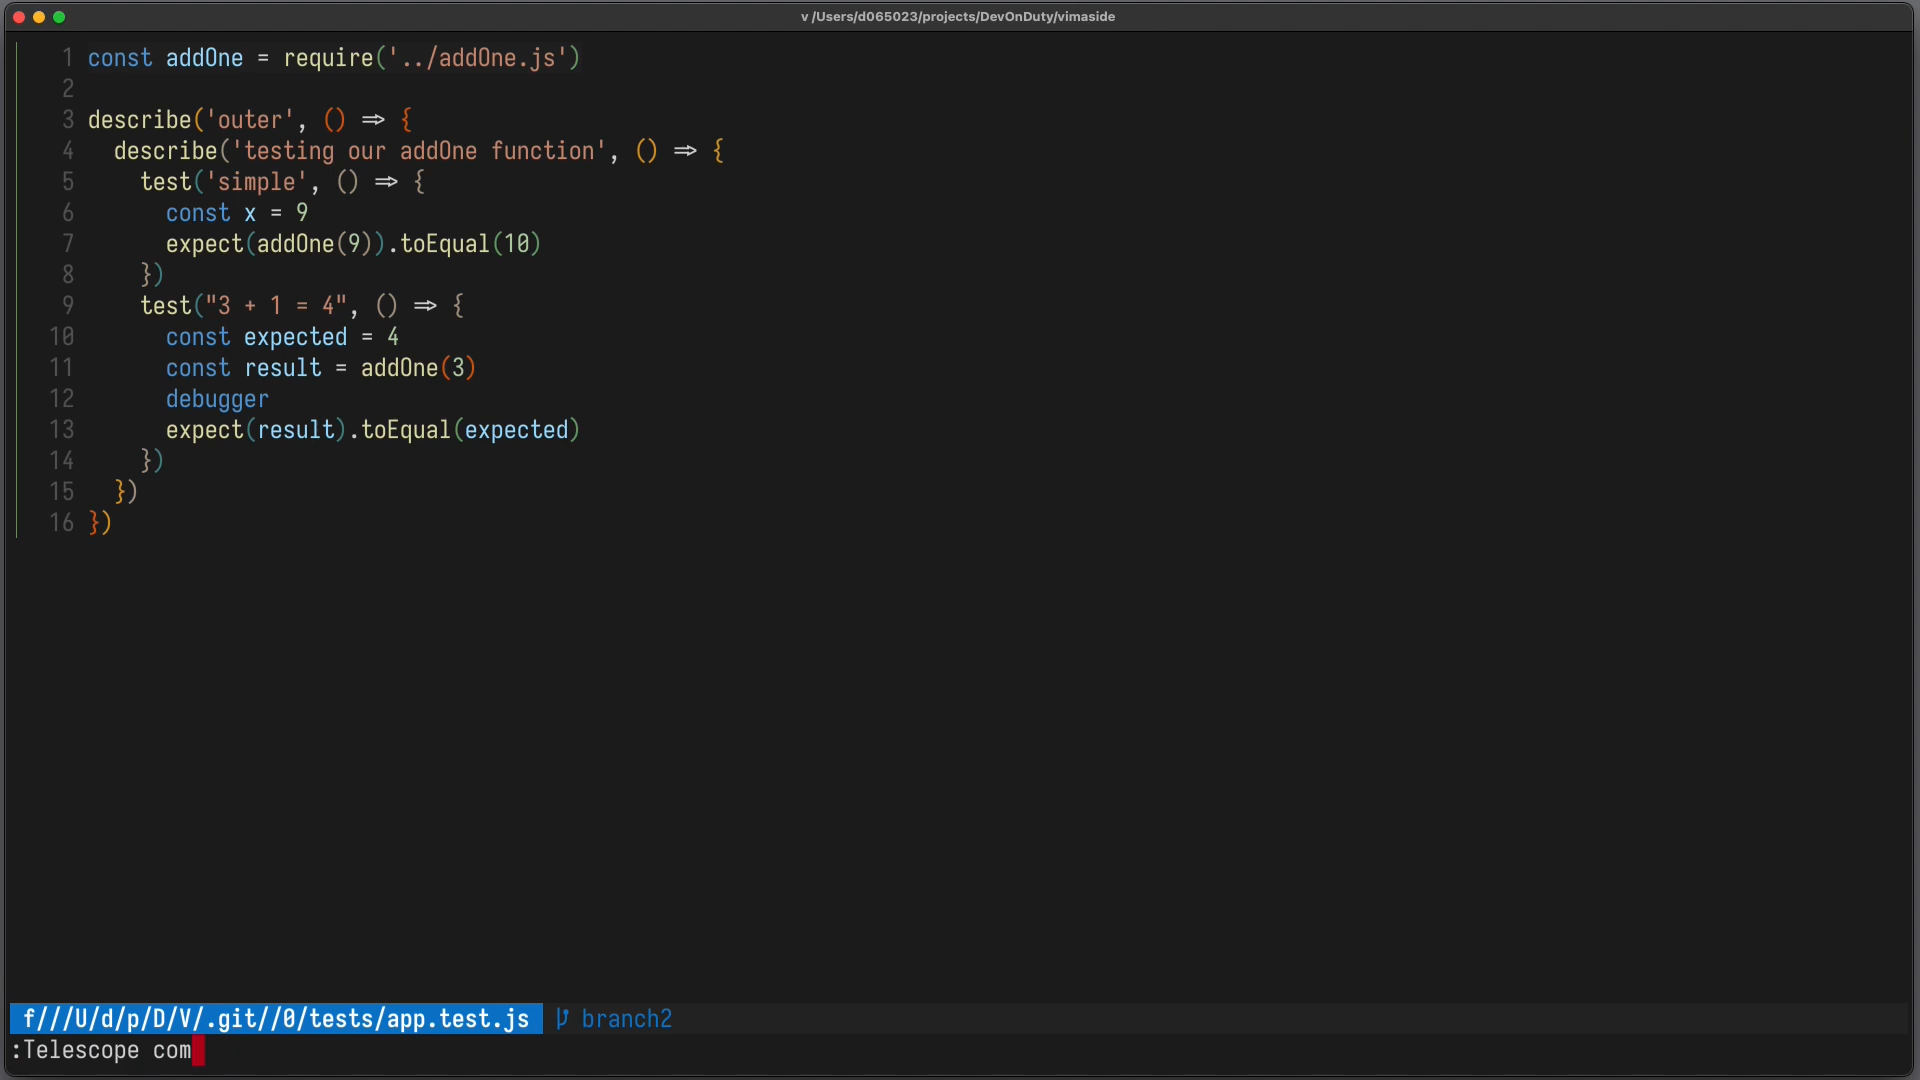 v /Users/d065023/projects/DevOnDuty/vimaside
1 const addOne = require('../addOne.js')
2
3 describe('outer', () => {
4 describe('testing our addOne function', () => {
5 test('simple', () => {
6 const x = 9
7 expect(addOne(9)).toEqual(10)
8 })
9 test("3 + 1 = 4", () => {
10 const expected = 4
11 const result = addOne(3)
12 debugger
13 expect(result).toEqual(expected)
14 })
15 })
16 })
f///U/d/p/D/V/.git//0/tests/app.test.js branch2
:Telescope com